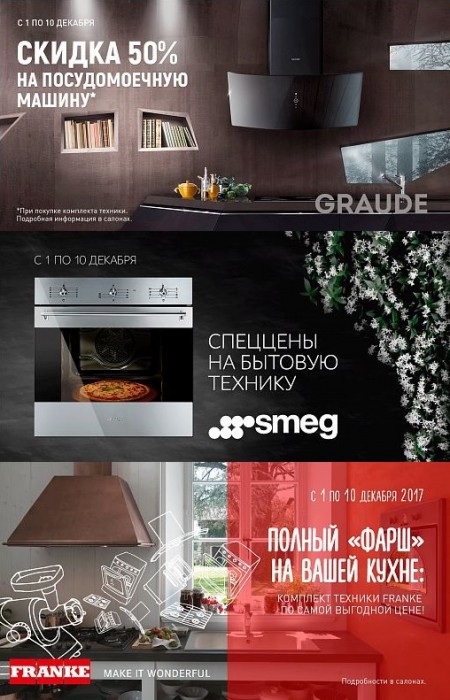 С 1 ПО 10 ДЕКАБРЯ
СКИДКА 50%
НА ПОСУДОМОЕЧНУЮ
МАШИНУ*
*При покупке комплекта техники.
Подробная информация в салонах.
GRAUDE
С 1 ПО 10 ДЕКАБРЯ
СПЕЦЦЕНЫ
НА БЫТОВУЮ
ТЕХНИКУ
smeg
С 1 ПО 10 ДЕКАБРЯ 2017
ПОЛНЫЙ «ФАРШ»
НА ВАШЕЙ КУХНЕ:
КОМПЛЕКТ ТЕХНИКИ FRANKE
ПО САМОЙ ВЫГОДНОЙ ЦЕНЕ!
FRANKE MAKE IT WONDERFUL
Подробности в салонах.